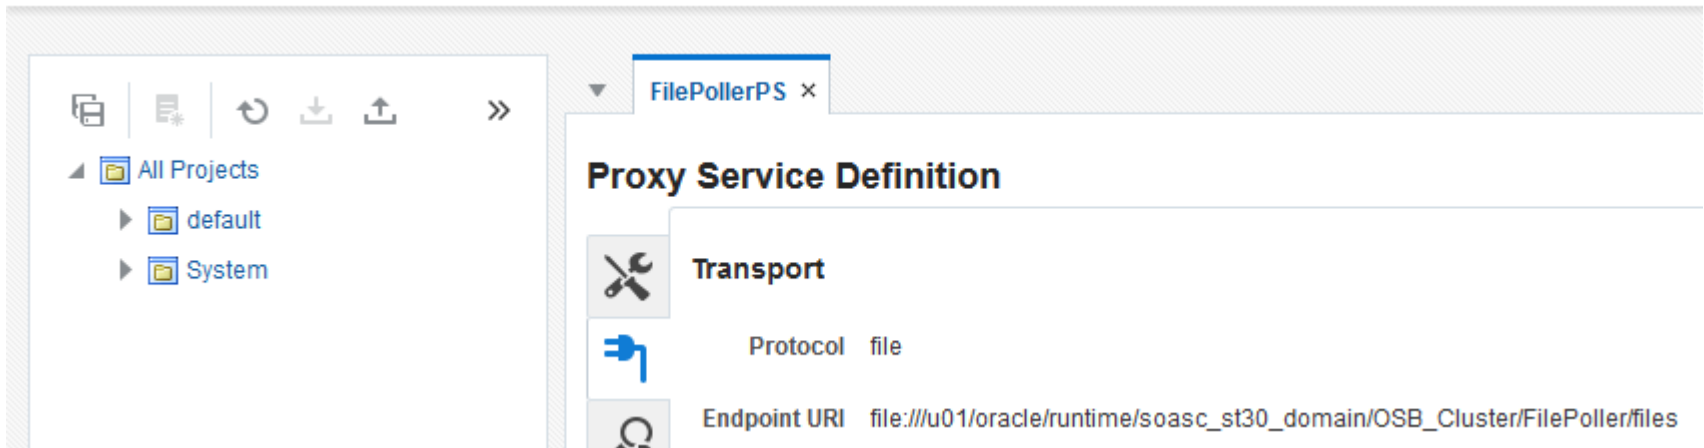 FilePollerPS
All Projects
default
System
Proxy Service Definition
Transport
Protocol file
Endpoint URI file:///u01/oracle/runtime/soasc_st30_domain/OSB_Cluster/FilePoller/files